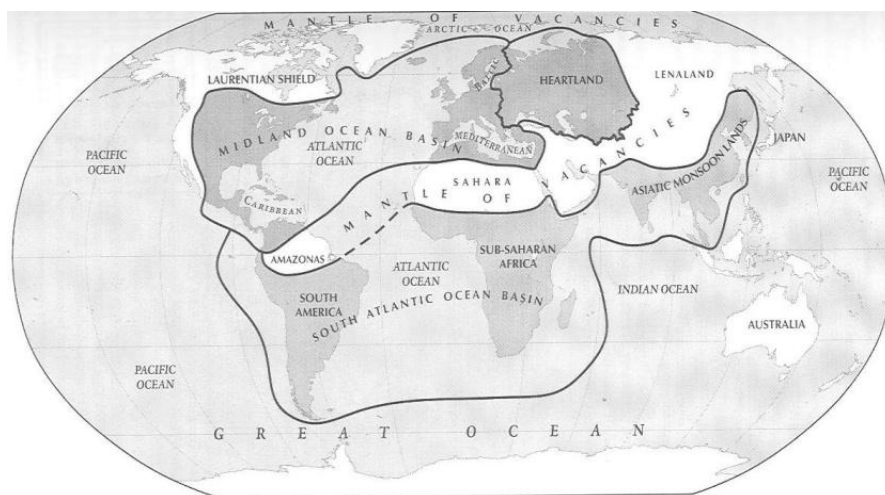 MANTLE OF VACANCIES
ARCTIC OCEAN
LAURENTIAN SHIELD
BALTIC
HEARTLAND
LENALAND
MIDLAND OCEAN BASIN
ATLANTIC
OCEAN
MEDITERRANEAN
PACIFIC
OCEAN
JAPAN
SAHARA
MANTLE OF VACANCIES
ASIATIC MONSOON LANDS
PACIFIC
OCEAN
CARIBBEAN
AMAZONAS
SUB-SAHARAN
AFRICA
ATLANTIC
OCEAN
SOUTH
AMERICA
SOUTH ATLANTIC OCEAN BASIN
INDIAN OCEAN
AUSTRALIA
PACIFIC
OCEAN
GREAT OCEAN